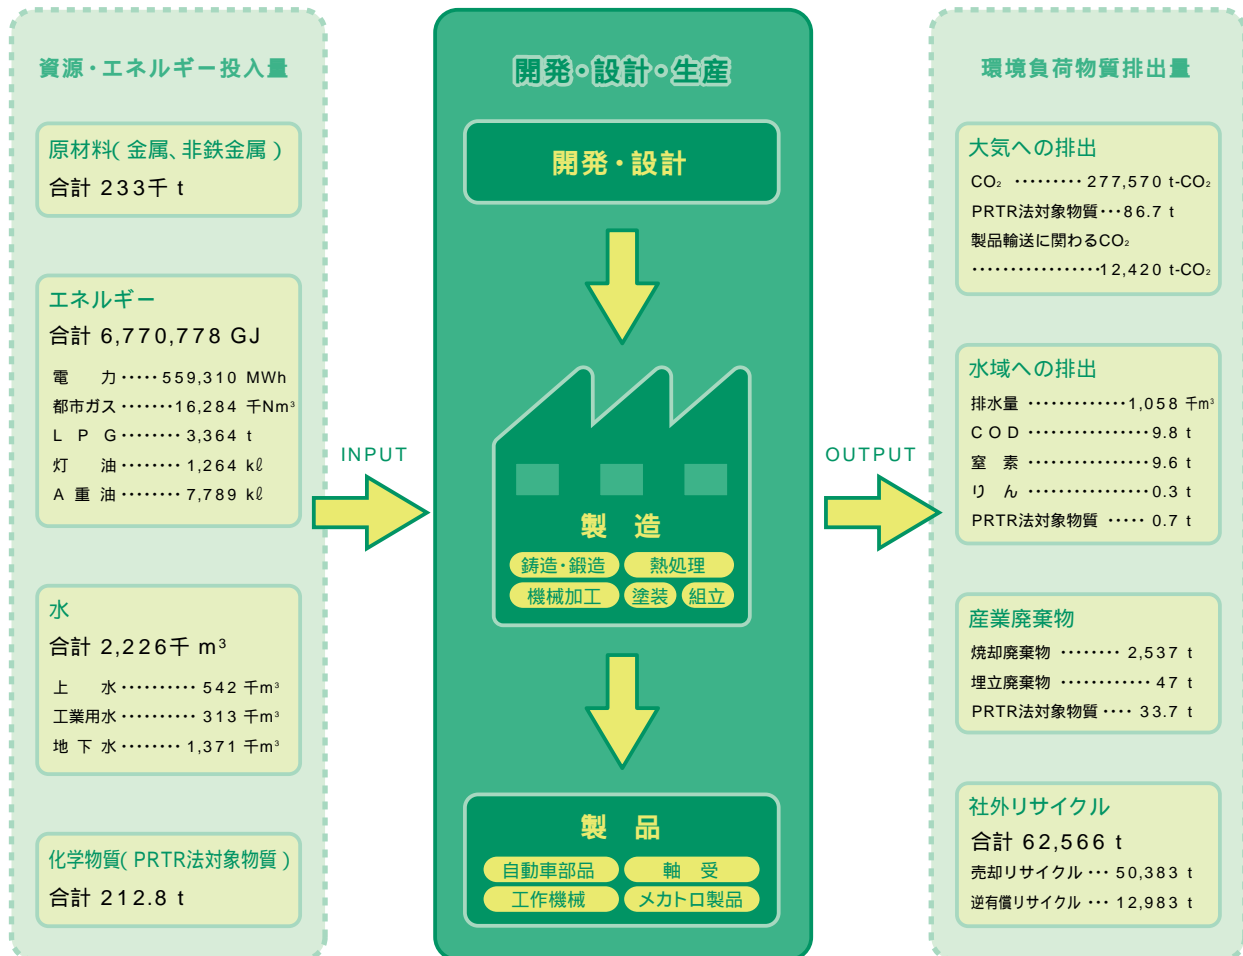 資源・エネルギー投入量
原材料(金属、非鉄金属)
合計 233千 t
エネルギー
合計 6,770,778 GJ
電 力・・・・・559,310 MWh
都市ガス・・・・・・・16,284 千Nm³
L P G・・・・・・・・3,364 t
灯 油・・・・・・・・1,264 kℓ
A 重 油・・・・・・・・7,789 kℓ
水
合計 2,226千 m³
上 水・・・・・・・・・・542 千m³
工業用水・・・・・・・・・・313 千m³
地 下 水・・・・・・・・1,371 千m³
化学物質(PRTR法対象物質)
合計 212.8 t
INPUT
開発・設計・生産
開発・設計
製 造
鋳造・鍛造 熱処理
機械加工 塗装 組立
製 品
自動車部品 軸 受
工作機械 メカトロ製品
OUTPUT
環境負荷物質排出量
大気への排出
CO₂ ・・・・・・・・・277,570 t-CO₂
PRTR法対象物質・・・86.7 t
製品輸送に関わるCO₂
・・・・・・・・・・・・・・・・・12,420 t-CO₂
水域への排出
排水量 ・・・・・・・・・・・・・1,058 千m³
C O D・・・・・・・・・・・・・・・・9.8 t
窒 素・・・・・・・・・・・・・・・・9.6 t
り ん・・・・・・・・・・・・・・・・0.3 t
PRTR法対象物質 ・・・・・ 0.7 t
産業廃棄物
焼却廃棄物 ・・・・・・・・ 2,537 t
埋立廃棄物 ・・・・・・・・・・・・ 47 t
PRTR法対象物質・・・・ 33.7 t
社外リサイクル
合計 62,566 t
売却リサイクル・・・50,383 t
逆有償リサイクル・・・12,983 t